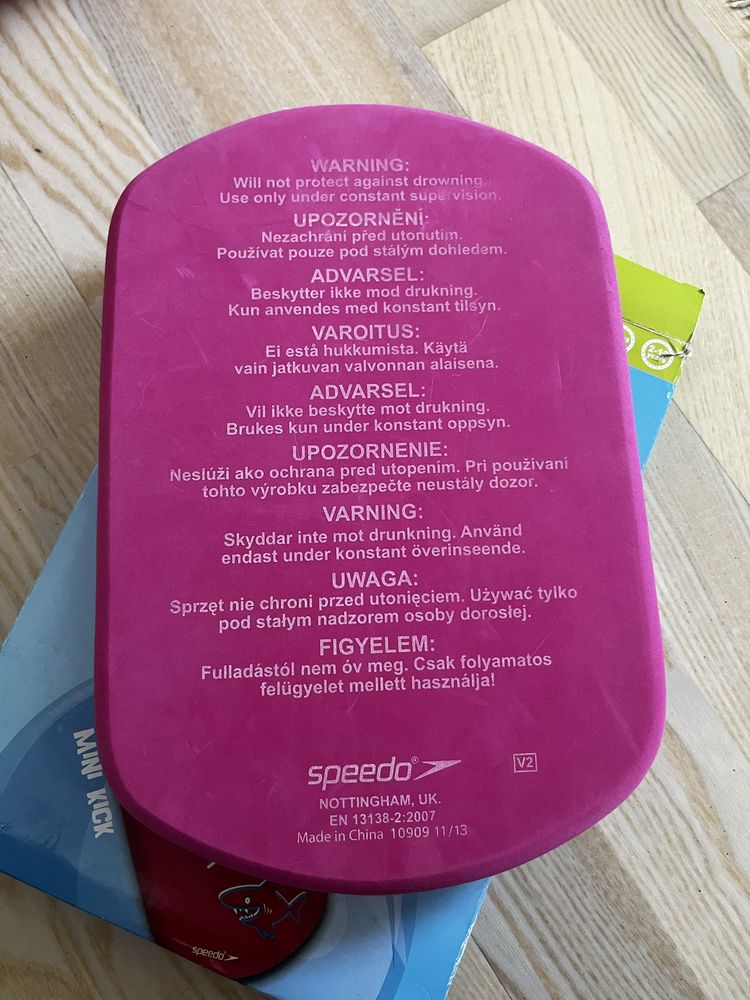 WARNING:
Will not protect against drowning.
Use only under constant supervision.
UPOZORNĚNÍ:
Nezachrání před utonutím.
Používat pouze pod stálým dohledem.
ADVARSEL:
Beskytter ikke mod drukning.
Kun anvendes med konstant tilsyn.
VAROITUS:
Ei estå hukkumista. Käytä
vain jatkuvan valvonnan alaisena.
ADVARSEL:
Vil ikke beskytte mot drukning.
Brukes kun under konstant oppsyn.
UPOZORNENIE:
Neslúži ako ochrana pred utopením. Pri používaní
tohto výrobku zabezpečte neustály dozor.
VARNING:
Skyddar inte mot drunkning. Använd
endast under konstant överinseende.
UWAGA:
Sprzęt nie chroni przed utonięciem. Używać tylko
pod stałym nadzorem osoby dorosłej.
FIGYELEM:
Fulladástól nem óv meg. Csak folyamatos
felügyelet mellett használja!
speedo®
V2
NOTTINGHAM, UK.
EN 13138-2:2007
Made in China 10909 11/13
MINI KICK
speedo